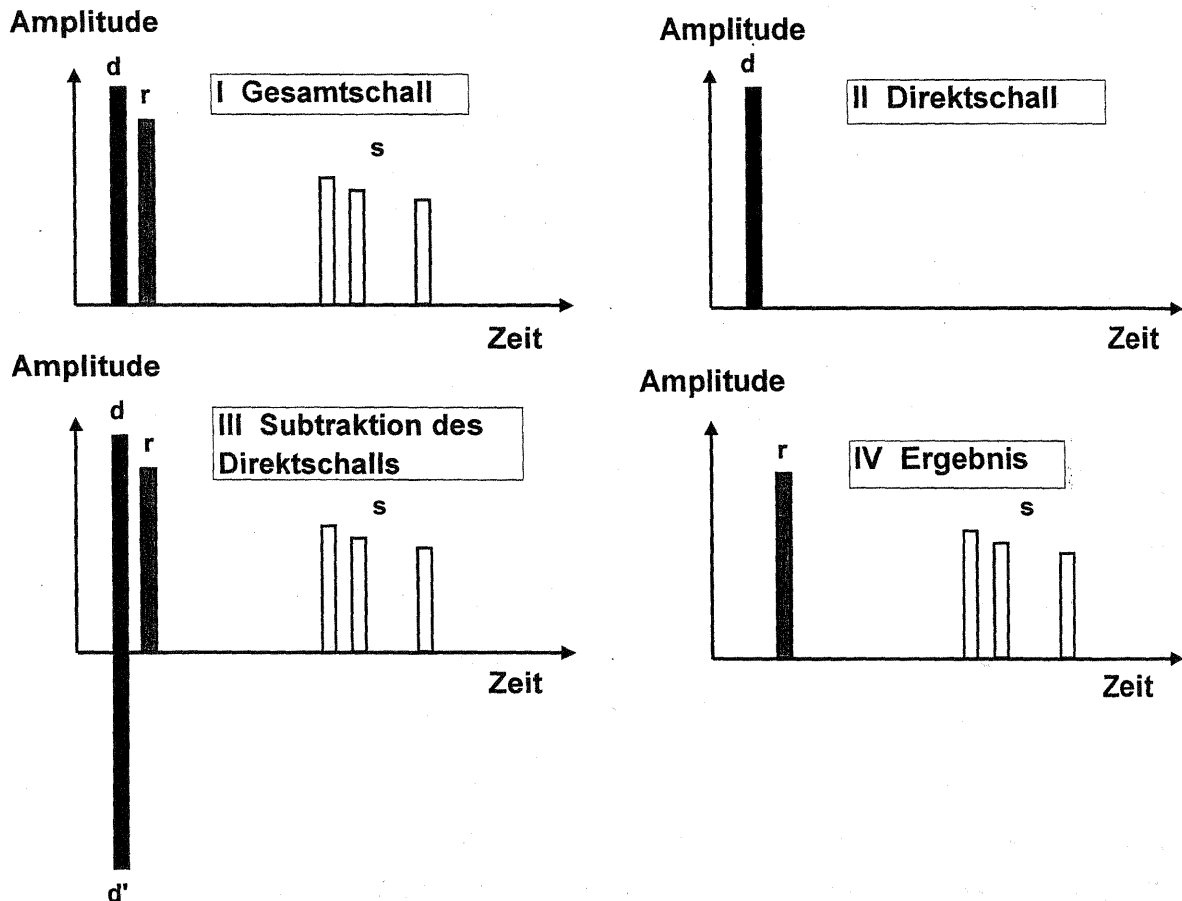 Amplitude
d
r
I Gesamtschall
s
Zeit
Amplitude
d
II Direktschall
Zeit
Amplitude
d
r
III Subtraktion des
Direktschalls
s
Zeit
d'
Amplitude
r
IV Ergebnis
s
Zeit